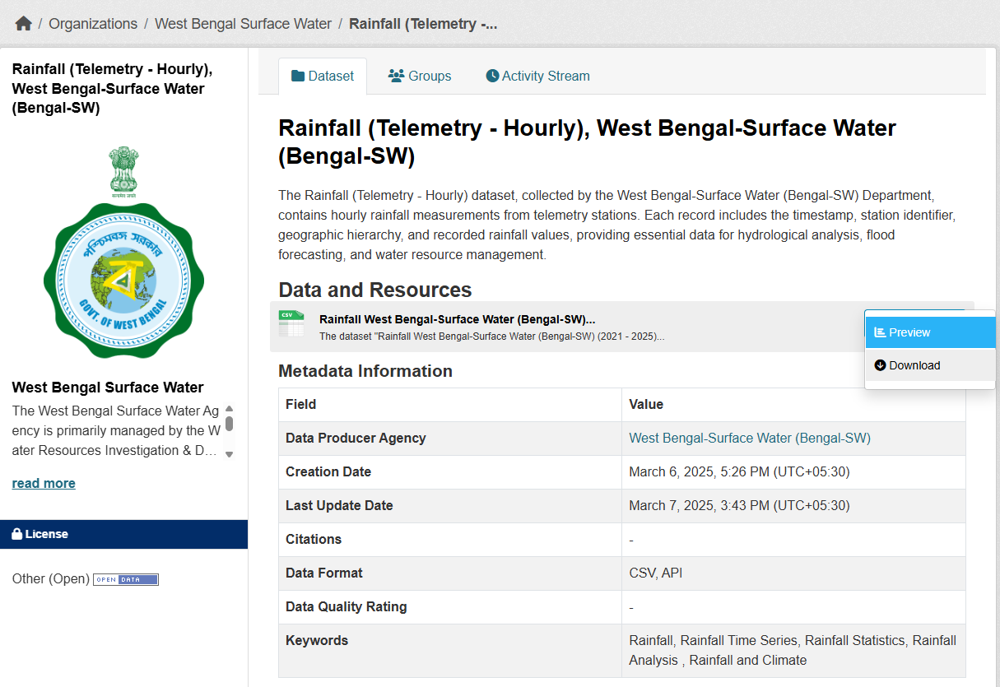 / Organizations / West Bengal Surface Water / Rainfall (Telemetry -...
Rainfall (Telemetry - Hourly),
West Bengal-Surface Water
(Bengal-SW)
सत्यमेव जयते
পশ্চিমবঙ্গ সরকার
ব
GOVT. OF WEST BENGAL
West Bengal Surface Water
The West Bengal Surface Water Ag
ency is primarily managed by the W
ater Resources Investigation & D...
read more
License
Other (Open) OPEN DATA
Dataset Groups Activity Stream
Rainfall (Telemetry - Hourly), West Bengal-Surface Water
(Bengal-SW)
The Rainfall (Telemetry - Hourly) dataset, collected by the West Bengal-Surface Water (Bengal-SW) Department,
contains hourly rainfall measurements from telemetry stations. Each record includes the timestamp, station identifier,
geographic hierarchy, and recorded rainfall values, providing essential data for hydrological analysis, flood
forecasting, and water resource management.
Data and Resources
CSV
Rainfall West Bengal-Surface Water (Bengal-SW)...
The dataset "Rainfall West Bengal-Surface Water (Bengal-SW) (2021 - 2025)...
Preview
Download
Metadata Information
Field Value
Data Producer Agency West Bengal-Surface Water (Bengal-SW)
Creation Date March 6, 2025, 5:26 PM (UTC+05:30)
Last Update Date March 7, 2025, 3:43 PM (UTC+05:30)
Citations -
Data Format CSV, API
Data Quality Rating -
Keywords Rainfall, Rainfall Time Series, Rainfall Statistics, Rainfall
Analysis , Rainfall and Climate